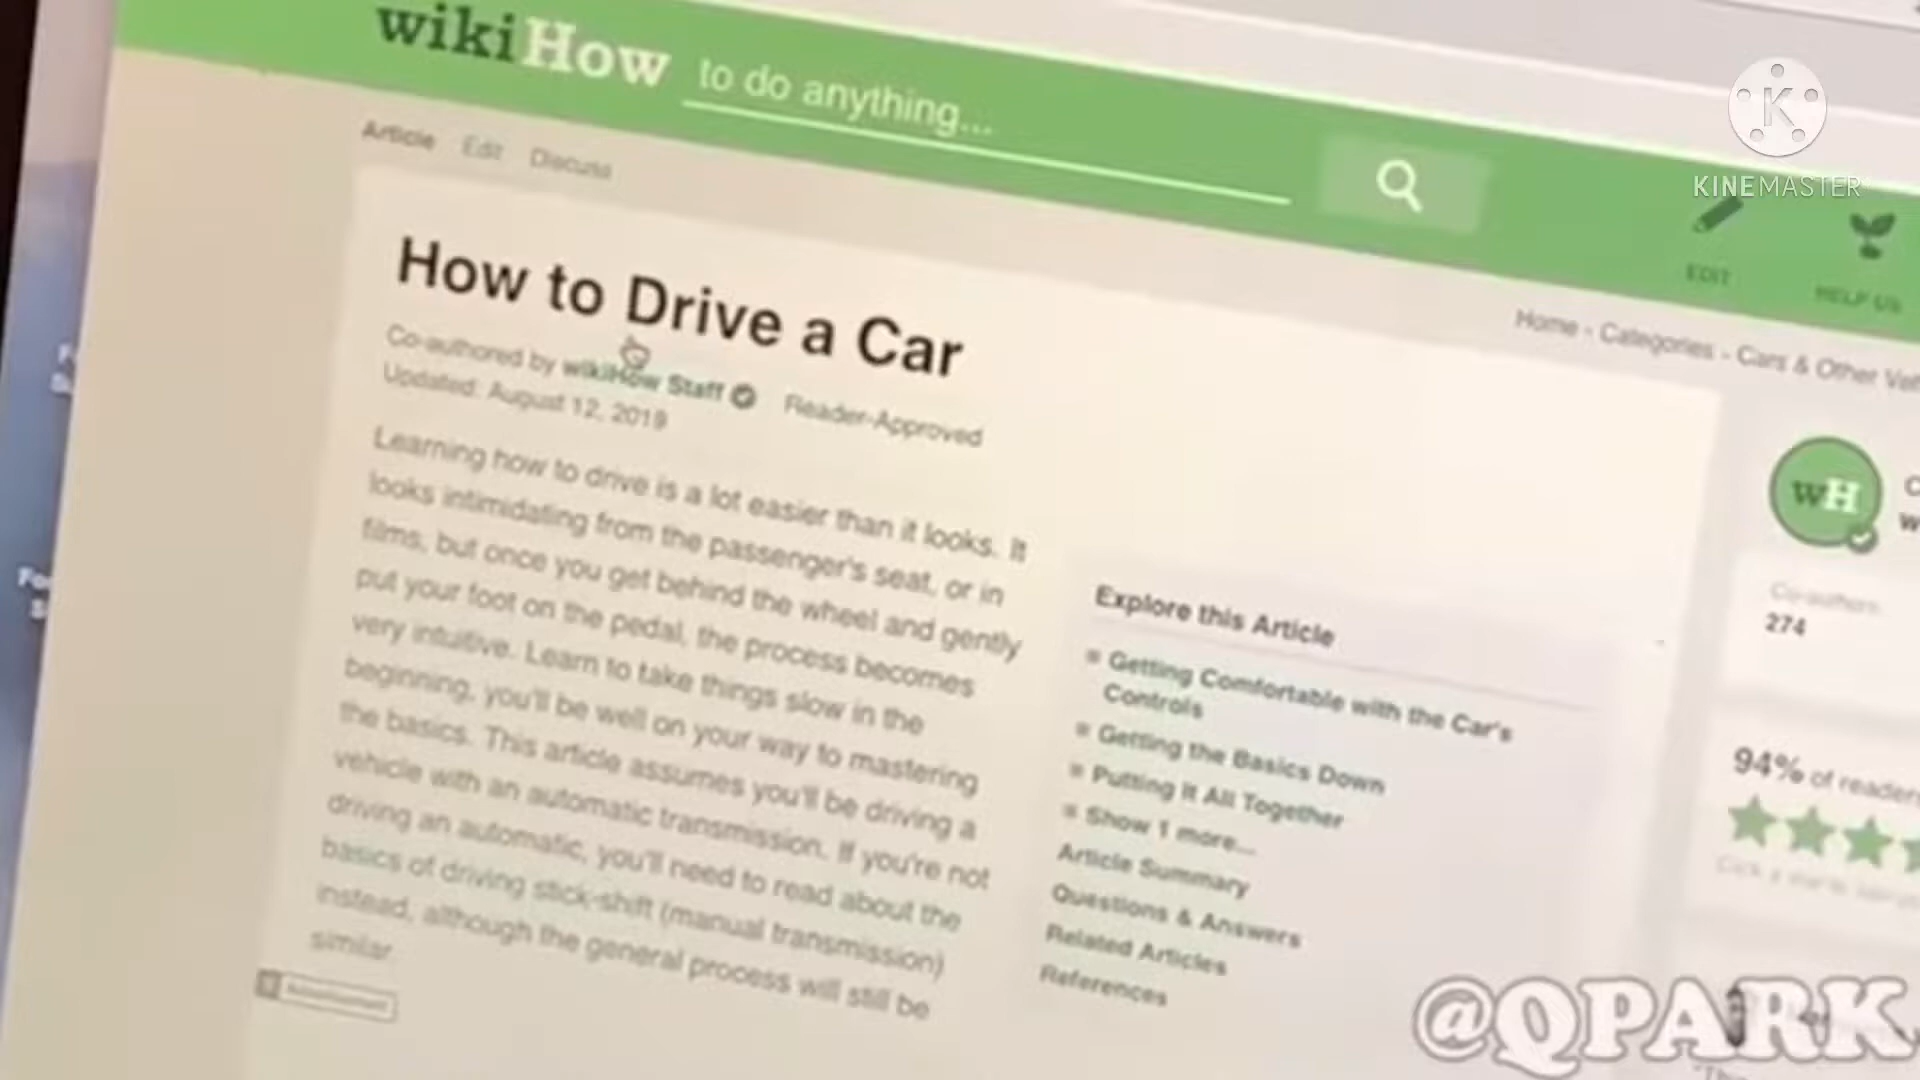 wikiHow to do anything...
KINEMASTER
EDIT
HELP US
Article Edit Discuss
Home » Categories » Cars & Other
How to Drive a Car
Co-authored by wikiHow Staff Reader-Approved
Updated: August 12, 2019
Learning how to drive is a lot easier than it looks. It
looks intimidating from the passenger's seat, or in
films, but once you get behind the wheel and gently
put your foot on the pedal, the process becomes
very intuitive. Learn to take things slow in the
beginning, you'll be well on your way to mastering
the basics. This article assumes you'll be driving a
vehicle with an automatic transmission. If you're not
driving an automatic, you'll need to read about the
basics of driving stick-shift (manual transmission)
instead, although the general process will still be
similar.
Advertisement
Explore this Article
Getting Comfortable with the Car's
Controls
Getting the Basics Down
Putting It All Together
Show 1 more...
Article Summary
Questions & Answers
Related Articles
References
wH
Co-authors:
274
94% of readers
@QPARK